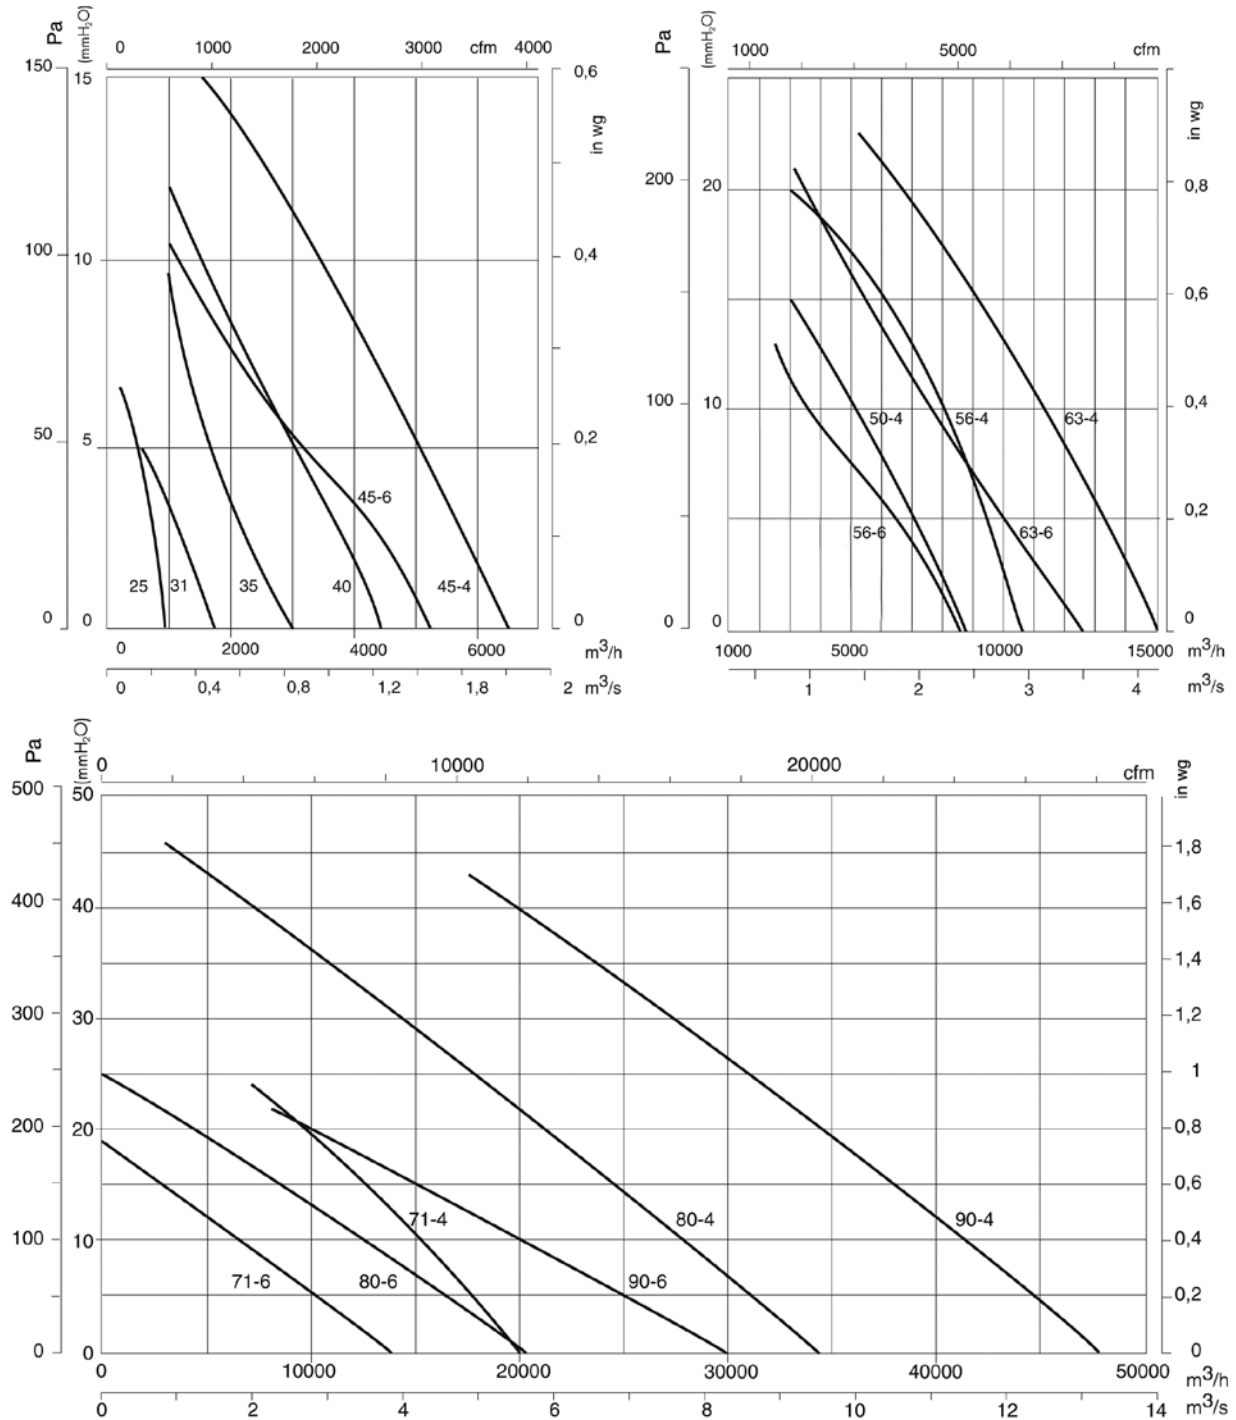 Pa
(mmH₂O)
0 1000 2000 3000 cfm 4000
150 15 0,6
in wg
100 10 0,4
50 5 0,2
45-6
25 31 35 40 45-4
0 0 0
0 2000 4000 6000 m³/h
0 0,4 0,8 1,2 1,8 2 m³/s
Pa
(mmH₂O)
1000 5000 cfm
in wg
200 20 0,8
0,6
100 10 0,4
50-4 56-4 63-4
0,2
56-6 63-6
0 0 0
1000 5000 10000 15000 m³/h
1 2 3 4 m³/s
Pa
(mmH₂O)
0 10000 20000 cfm
in wg
500 50
1,8
400 40 1,6
1,4
300 30 1,2
1
200 20 0,8
0,6
71-4 80-4 90-4
100 10 0,4
71-6 80-6 90-6
0,2
0 0 0
10000 20000 30000 40000 50000 m³/h
0 2 4 6 8 10 12 14 m³/s